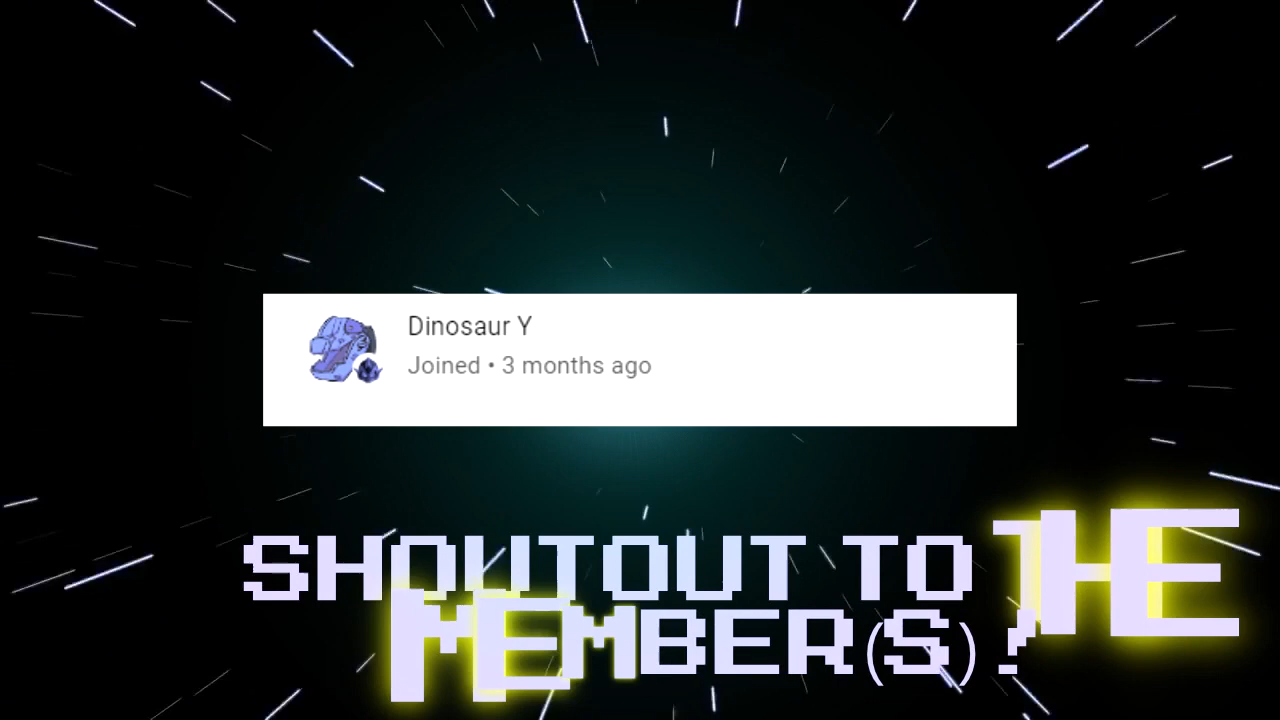 Dinosaur Y
Joined • 3 months ago
SHOUTOUT TO THE
MEMBER(S)!